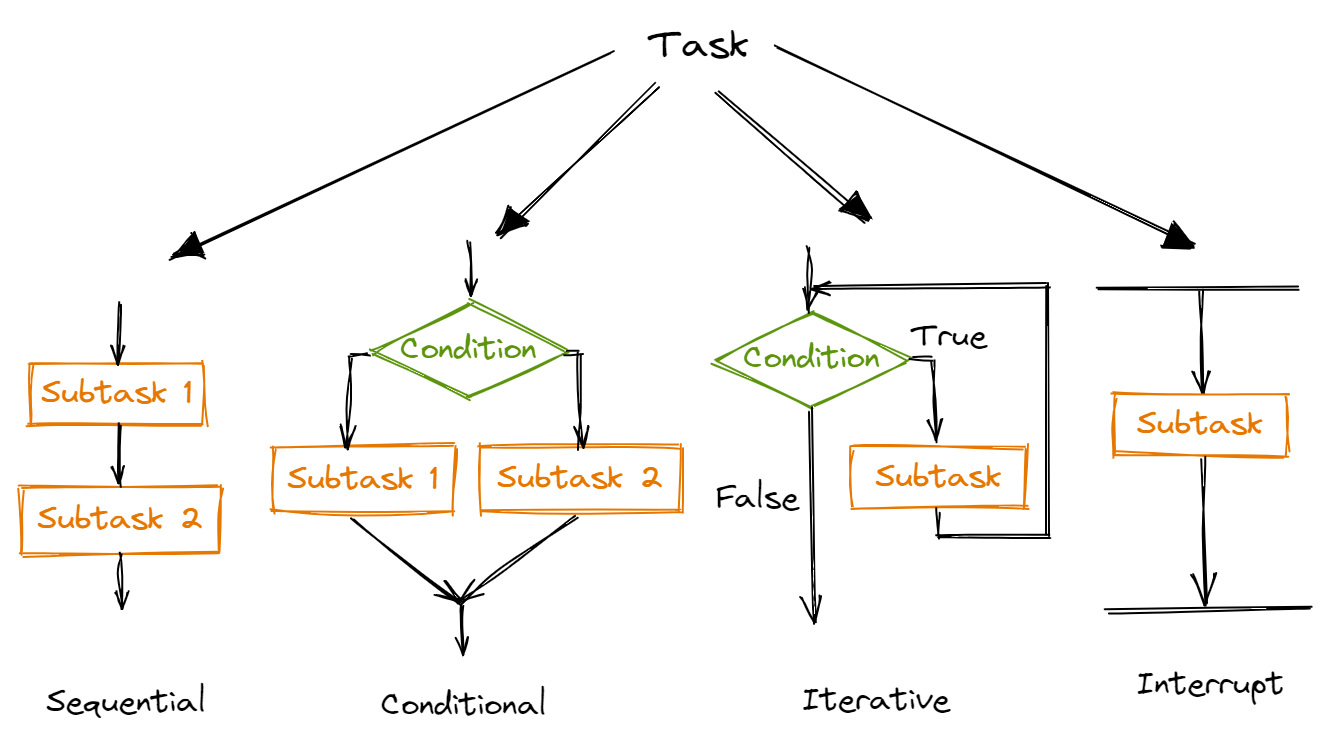 Task
Subtask 1
Subtask 2
Sequential
Condition
Subtask 1
Subtask 2
Conditional
Condition
True
False
Subtask
Iterative
Subtask
Interrupt